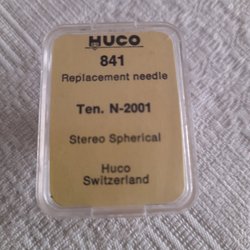 HUCO
841
Replacement needle
Ten. N-2001
Stereo Spherical
Huco
Switzerland